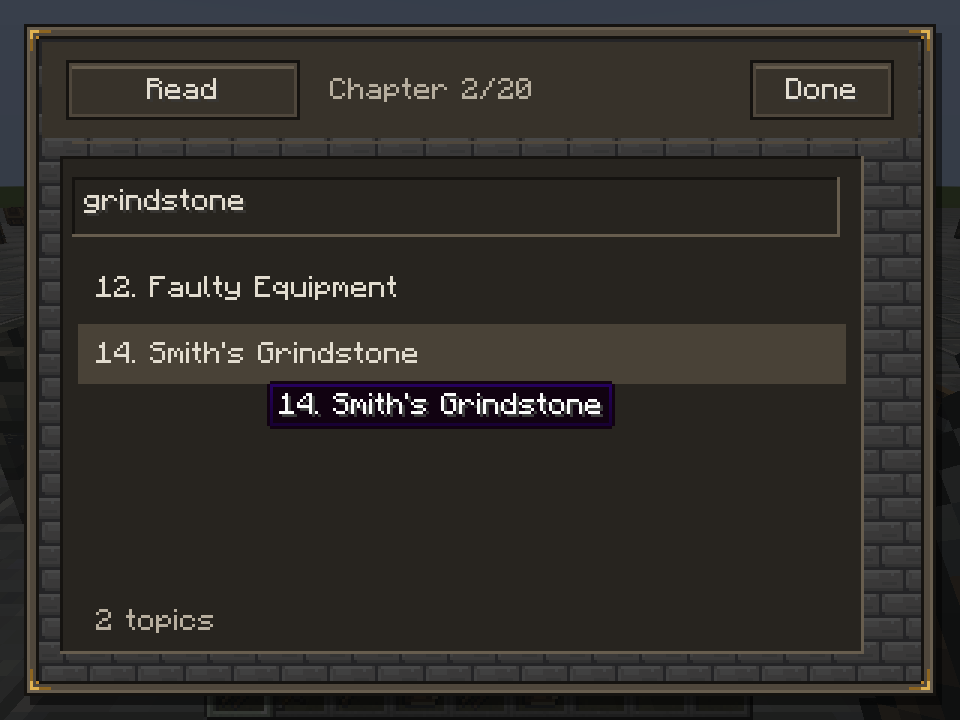 Read
Chapter 2/20
Done
grindstone
12. Faulty Equipment
14. Smith's Grindstone
14. Smith's Grindstone
2 topics